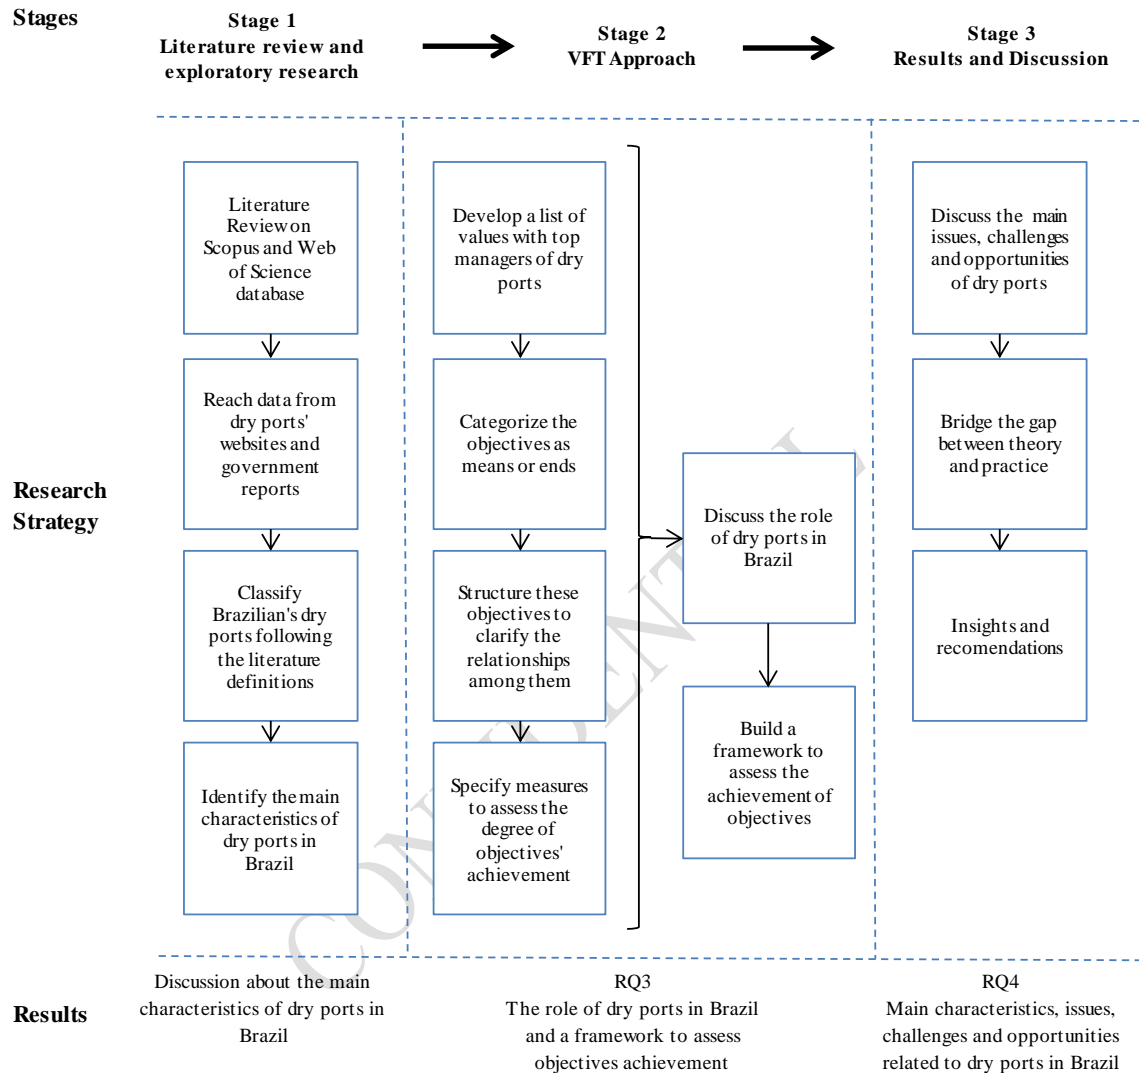 Stages
Stage 1
Literature review and
exploratory research
Stage 2
VFT Approach
Stage 3
Results and Discussion
Research
Strategy
Literature
Review on
Scopus and Web
of Science
database
Reach data from
dry ports'
websites and
government
reports
Classify
Brazilian's dry
ports following
the literature
definitions
Identify the main
characteristics of
dry ports in
Brazil
Develop a list of
values with top
managers of dry
ports
Categorize the
objectives as
means or ends
Structure these
objectives to
clarify the
relationships
among them
Specify measures
to assess the
degree of
objectives'
achievement
Discuss the role
of dry ports in
Brazil
Build a
framework to
assess the
achievement of
objectives
Discuss the main
issues, challenges
and opportunities
of dry ports
Bridge the gap
between theory
and practice
Insights and
recomendations
Results
Discussion about the main
characteristics of dry ports in
Brazil
RQ3
The role of dry ports in Brazil
and a framework to assess
objectives achievement
RQ4
Main characteristics, issues,
challenges and opportunities
related to dry ports in Brazil